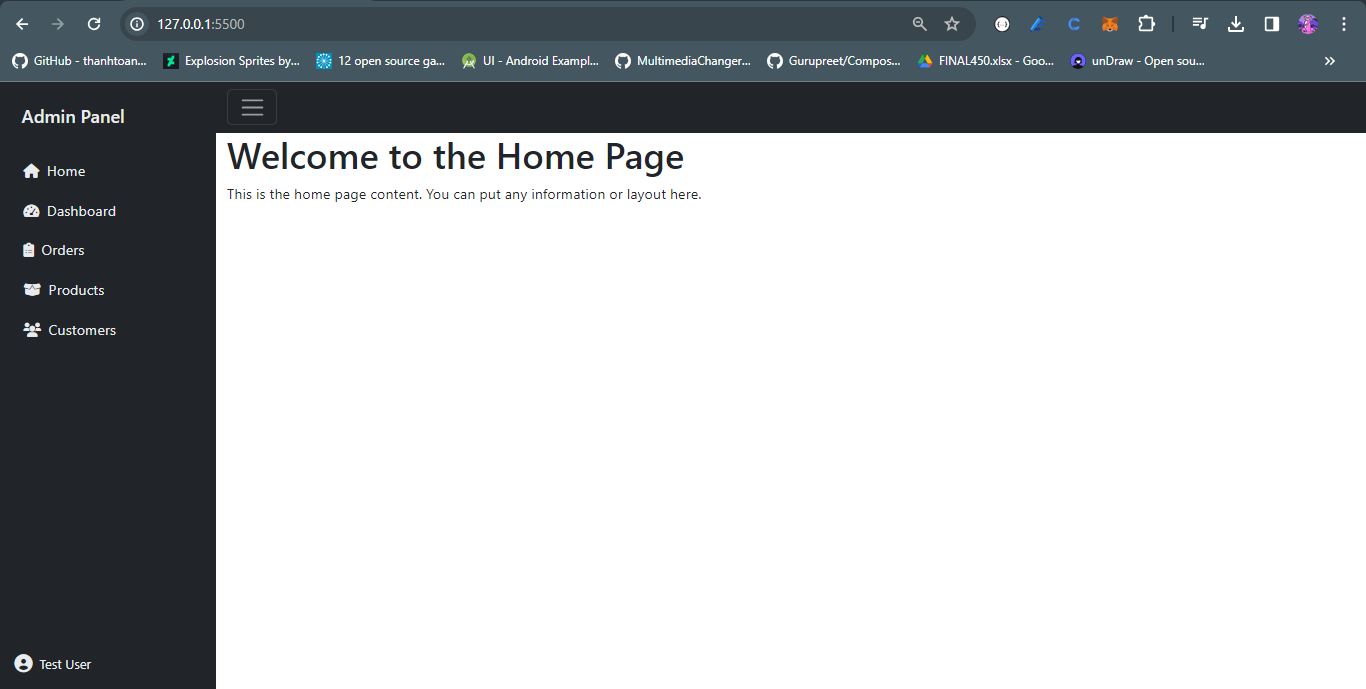 127.0.0.1:5500
GitHub - thanhtoan... Explosion Sprites by... 12 open source ga... UI - Android Exampl... MultimediaChanger... Gurupreet/Compos... FINAL450.xlsx - Goo... unDraw - Open sou...
Admin Panel
Home
Dashboard
Orders
Products
Customers
Test User
Welcome to the Home Page
This is the home page content. You can put any information or layout here.